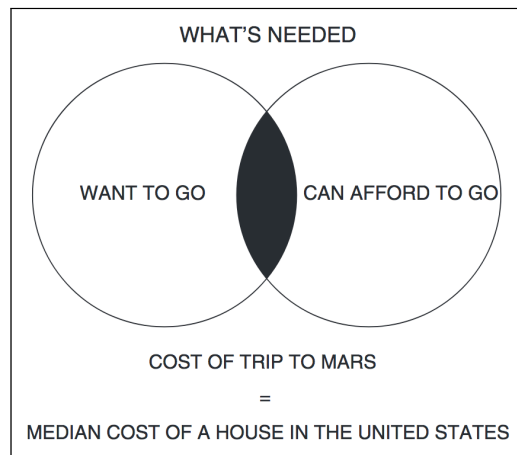 WHAT'S NEEDED
WANT TO GO
CAN AFFORD TO GO
COST OF TRIP TO MARS
=
MEDIAN COST OF A HOUSE IN THE UNITED STATES